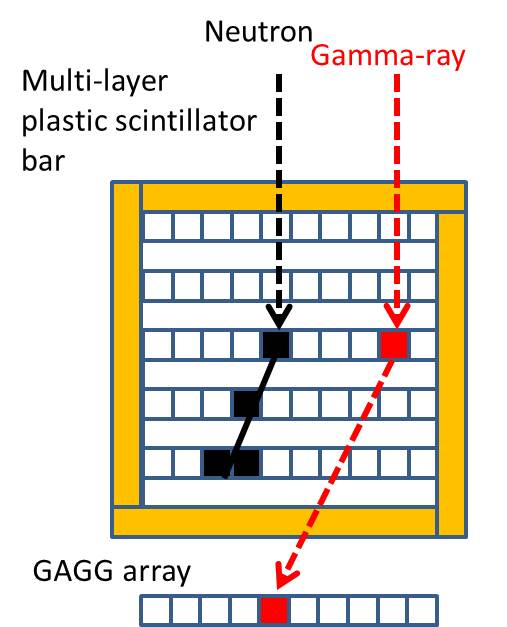 Neutron
Gamma-ray
Multi-layer
plastic scintillator
bar
GAGG array